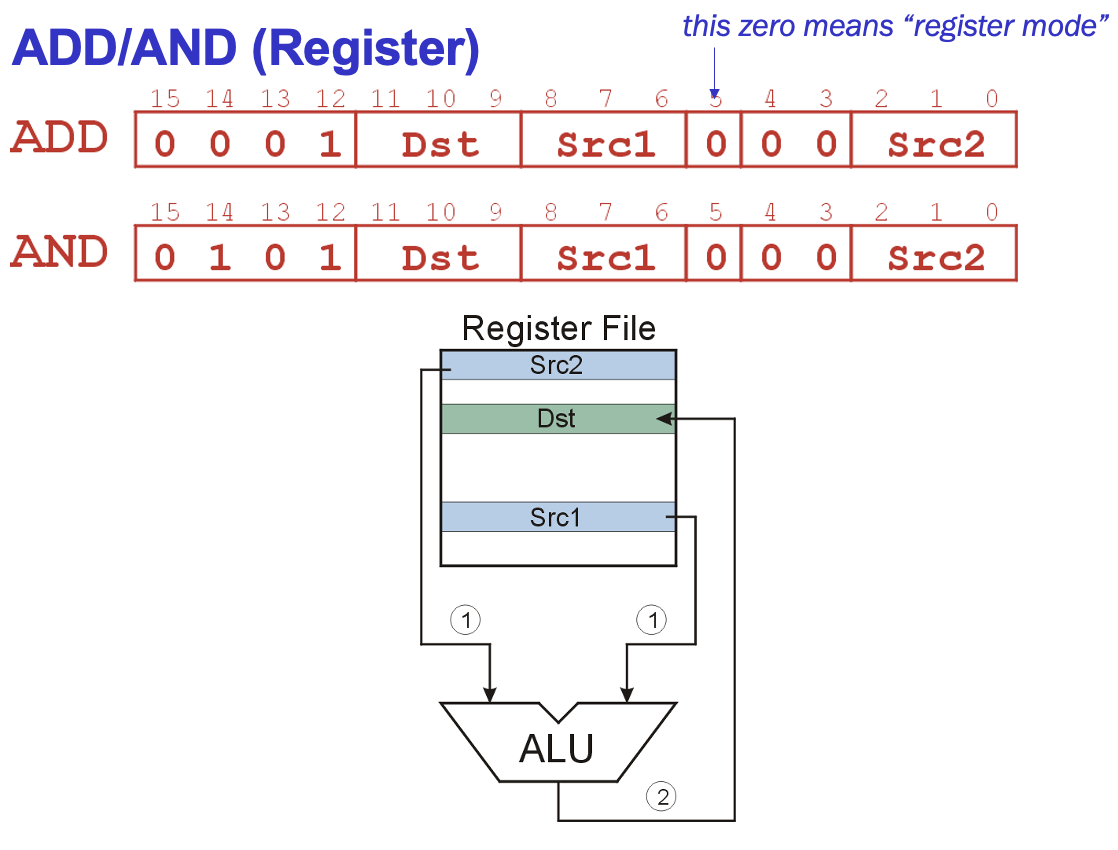 this zero means “register mode”
ADD/AND (Register)
15 14 13 12 11 10 9 8 7 6 5 4 3 2 1 0
ADD 0 0 0 1 Dst Src1 0 0 0 Src2
15 14 13 12 11 10 9 8 7 6 5 4 3 2 1 0
AND 0 1 0 1 Dst Src1 0 0 0 Src2
Register File
Src2
Dst
Src1
1 1
ALU
2